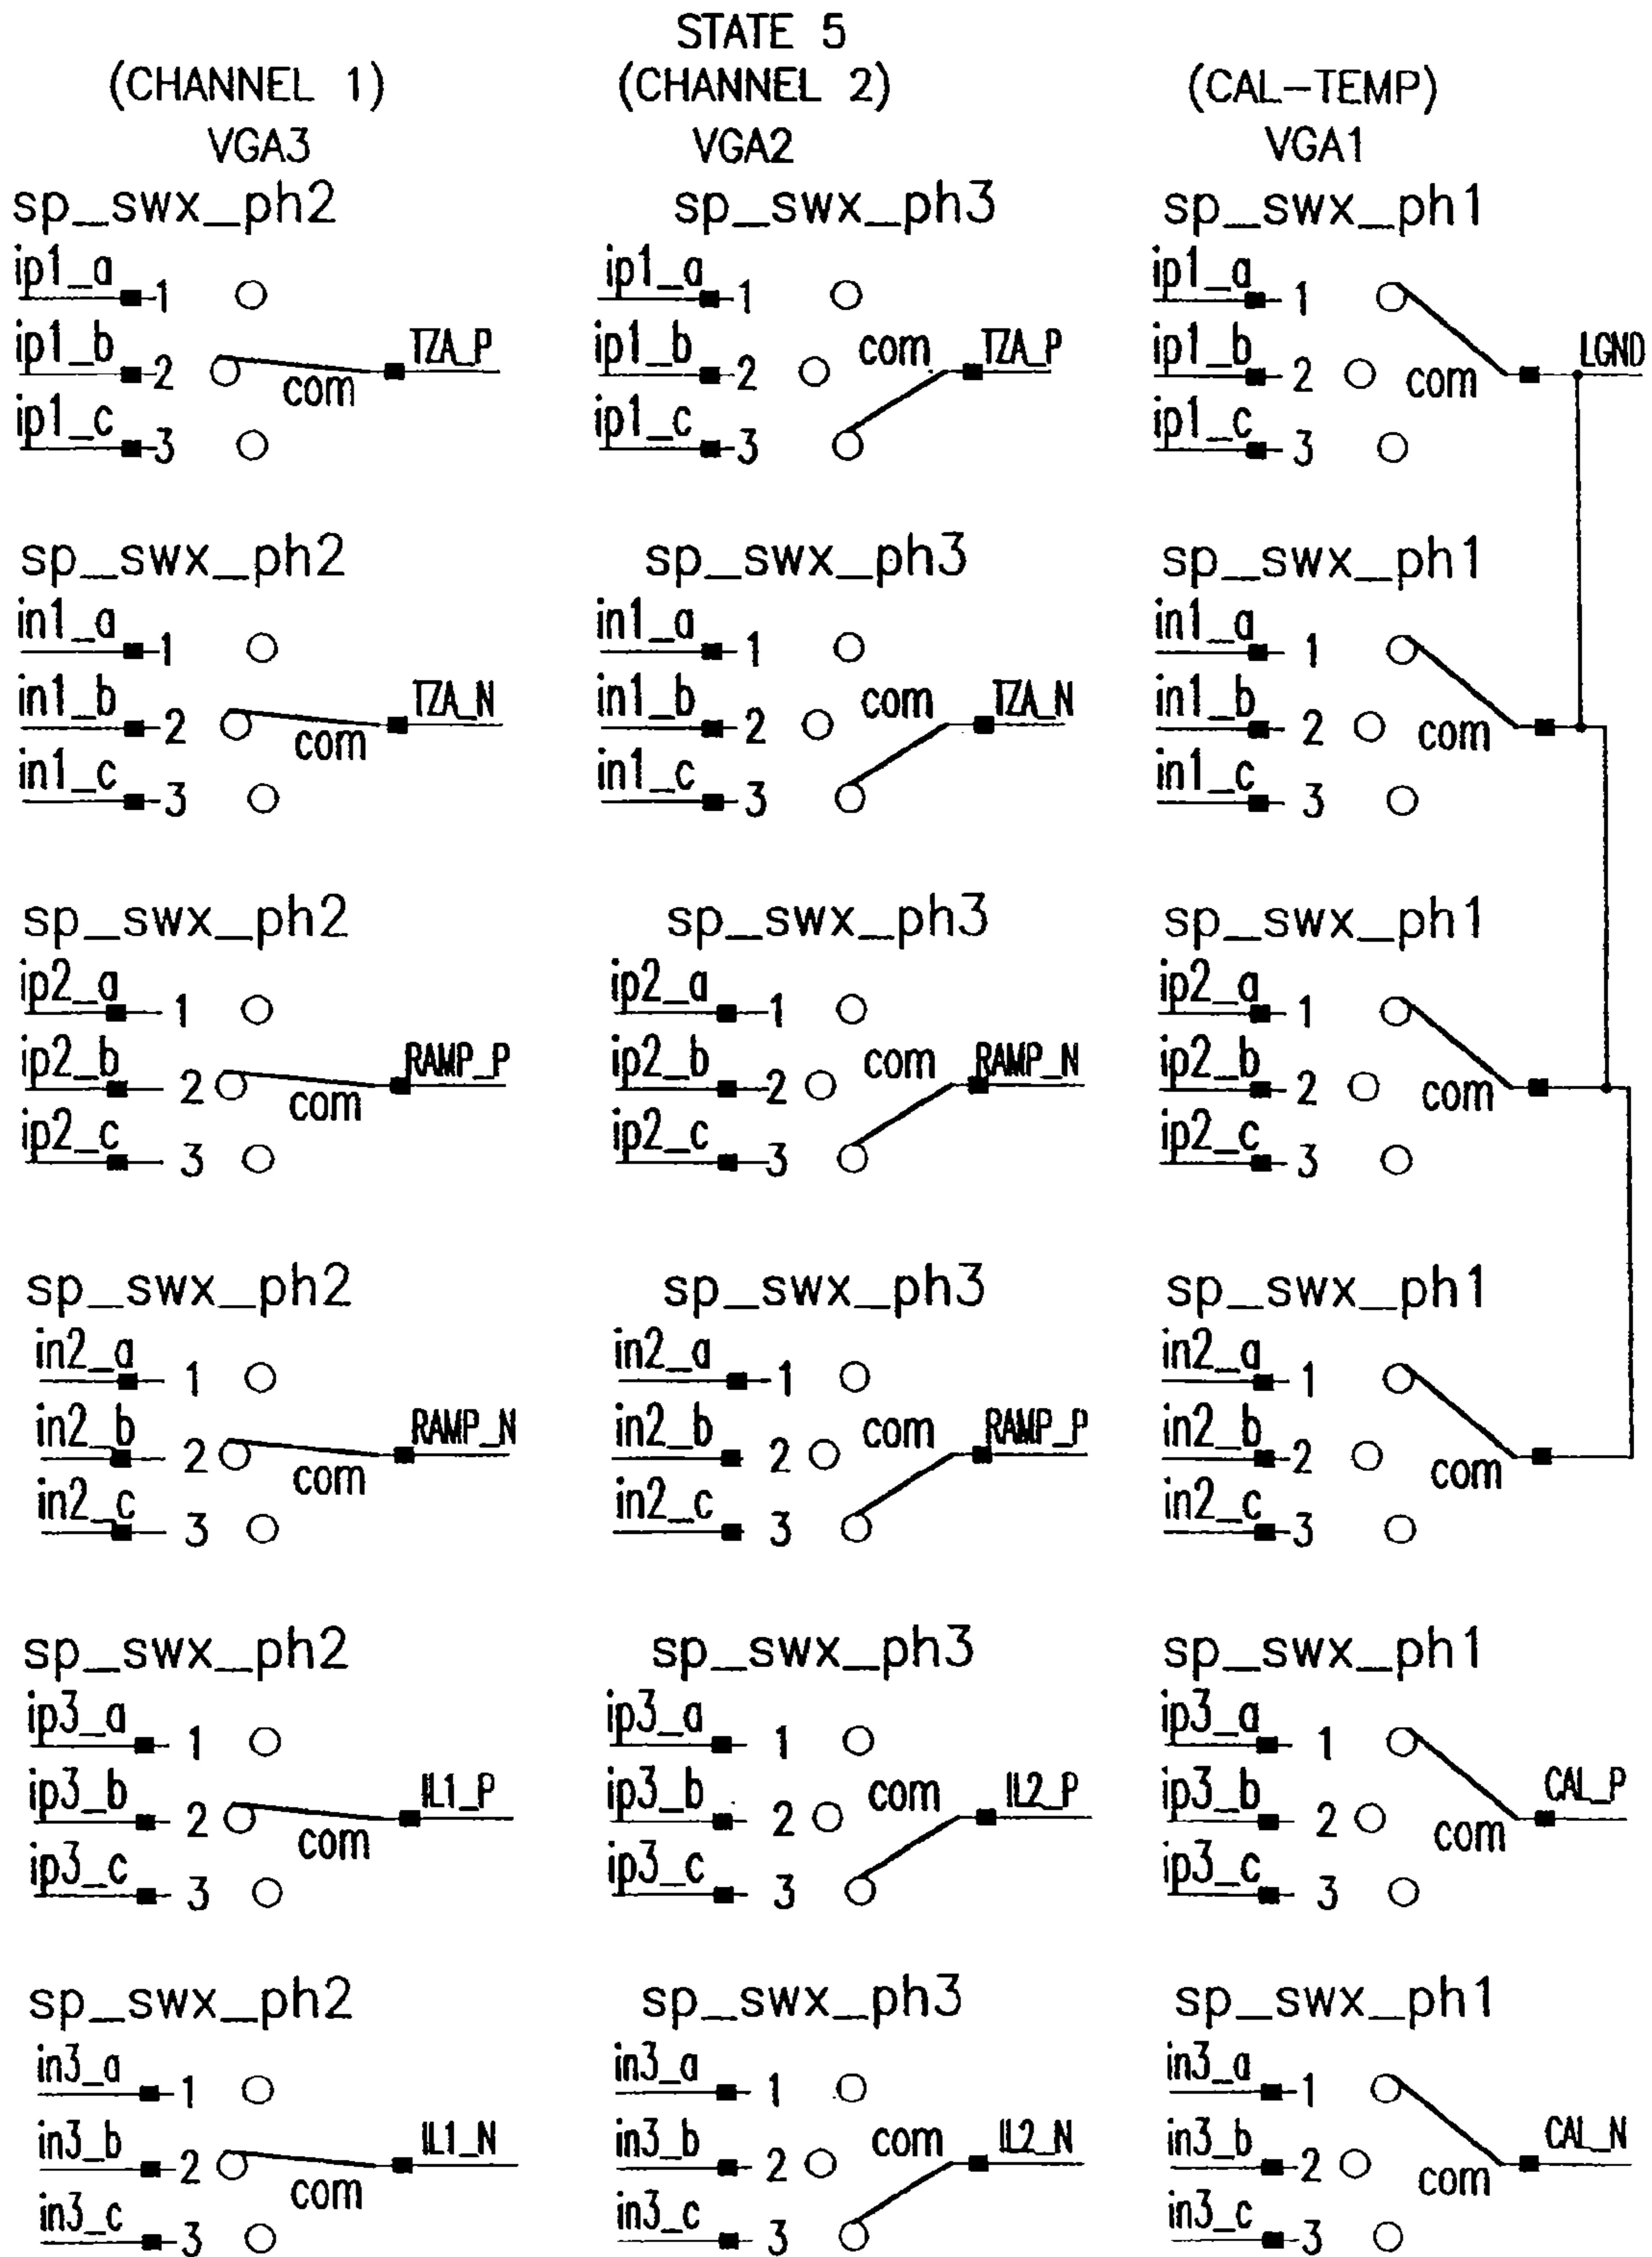 STATE 5
(CHANNEL 1) (CHANNEL 2) (CAL-TEMP)
VGA3 VGA2 VGA1
sp_swx_ph2 sp_swx_ph3 sp_swx_ph1
ip1_a 1 ip1_a 1 ip1_a 1
ip1_b 2 com TZA_P ip1_b 2 com TZA_P ip1_b 2 com LGND
ip1_c 3 ip1_c 3 ip1_c 3
sp_swx_ph2 sp_swx_ph3 sp_swx_ph1
in1_a 1 in1_a 1 in1_a 1
in1_b 2 com TZA_N in1_b 2 com TZA_N in1_b 2 com
in1_c 3 in1_c 3 in1_c 3
sp_swx_ph2 sp_swx_ph3 sp_swx_ph1
ip2_a 1 ip2_a 1 ip2_a 1
ip2_b 2 com RAMP_P ip2_b 2 com RAMP_N ip2_b 2 com
ip2_c 3 ip2_c 3 ip2_c 3
sp_swx_ph2 sp_swx_ph3 sp_swx_ph1
in2_a 1 in2_a 1 in2_a 1
in2_b 2 com RAMP_N in2_b 2 com RAMP_P in2_b 2 com
in2_c 3 in2_c 3 in2_c 3
sp_swx_ph2 sp_swx_ph3 sp_swx_ph1
ip3_a 1 ip3_a 1 ip3_a 1
ip3_b 2 com IL1_P ip3_b 2 com IL2_P ip3_b 2 com CAL_P
ip3_c 3 ip3_c 3 ip3_c 3
sp_swx_ph2 sp_swx_ph3 sp_swx_ph1
in3_a 1 in3_a 1 in3_a 1
in3_b 2 com IL1_N in3_b 2 com IL2_N in3_b 2 com CAL_N
in3_c 3 in3_c 3 in3_c 3